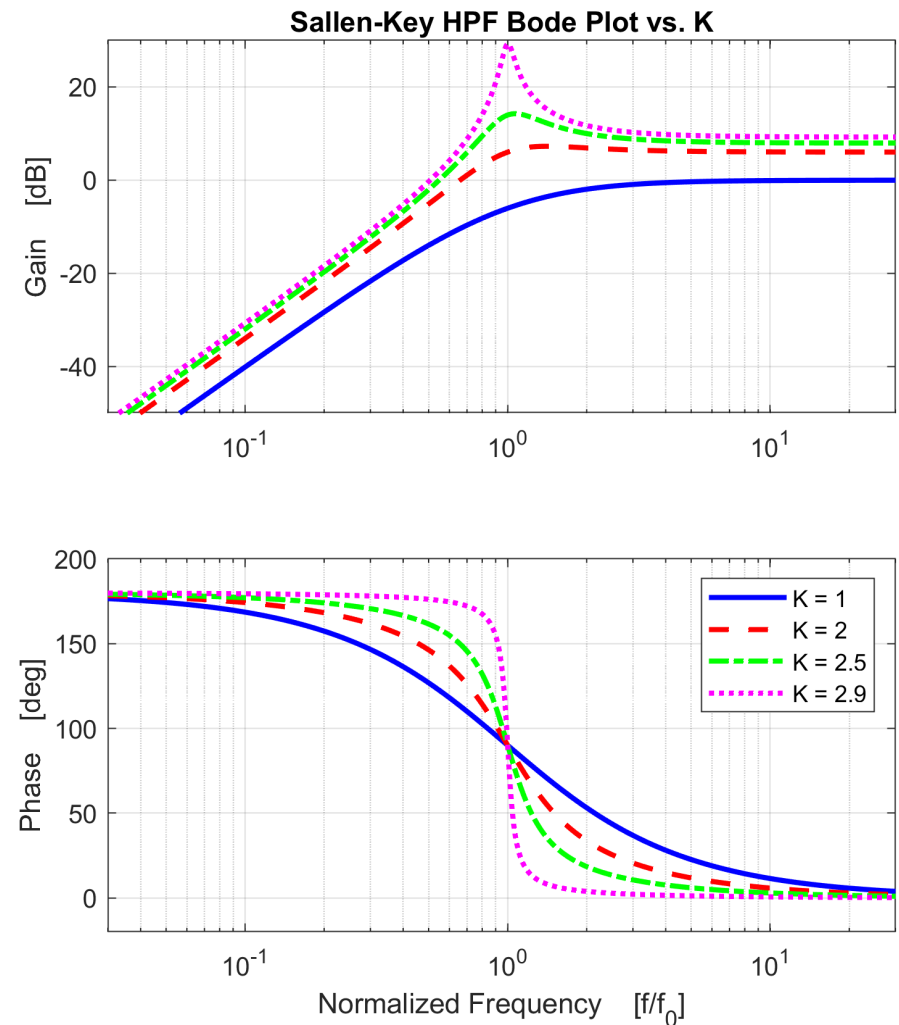 Sallen-Key HPF Bode Plot vs. K
Gain [dB]
20
0
-20
-40
10^-1
10^0
10^1
Phase [deg]
200
150
100
50
0
K = 1
K = 2
K = 2.5
K = 2.9
10^-1
10^0
10^1
Normalized Frequency [f/f_0]